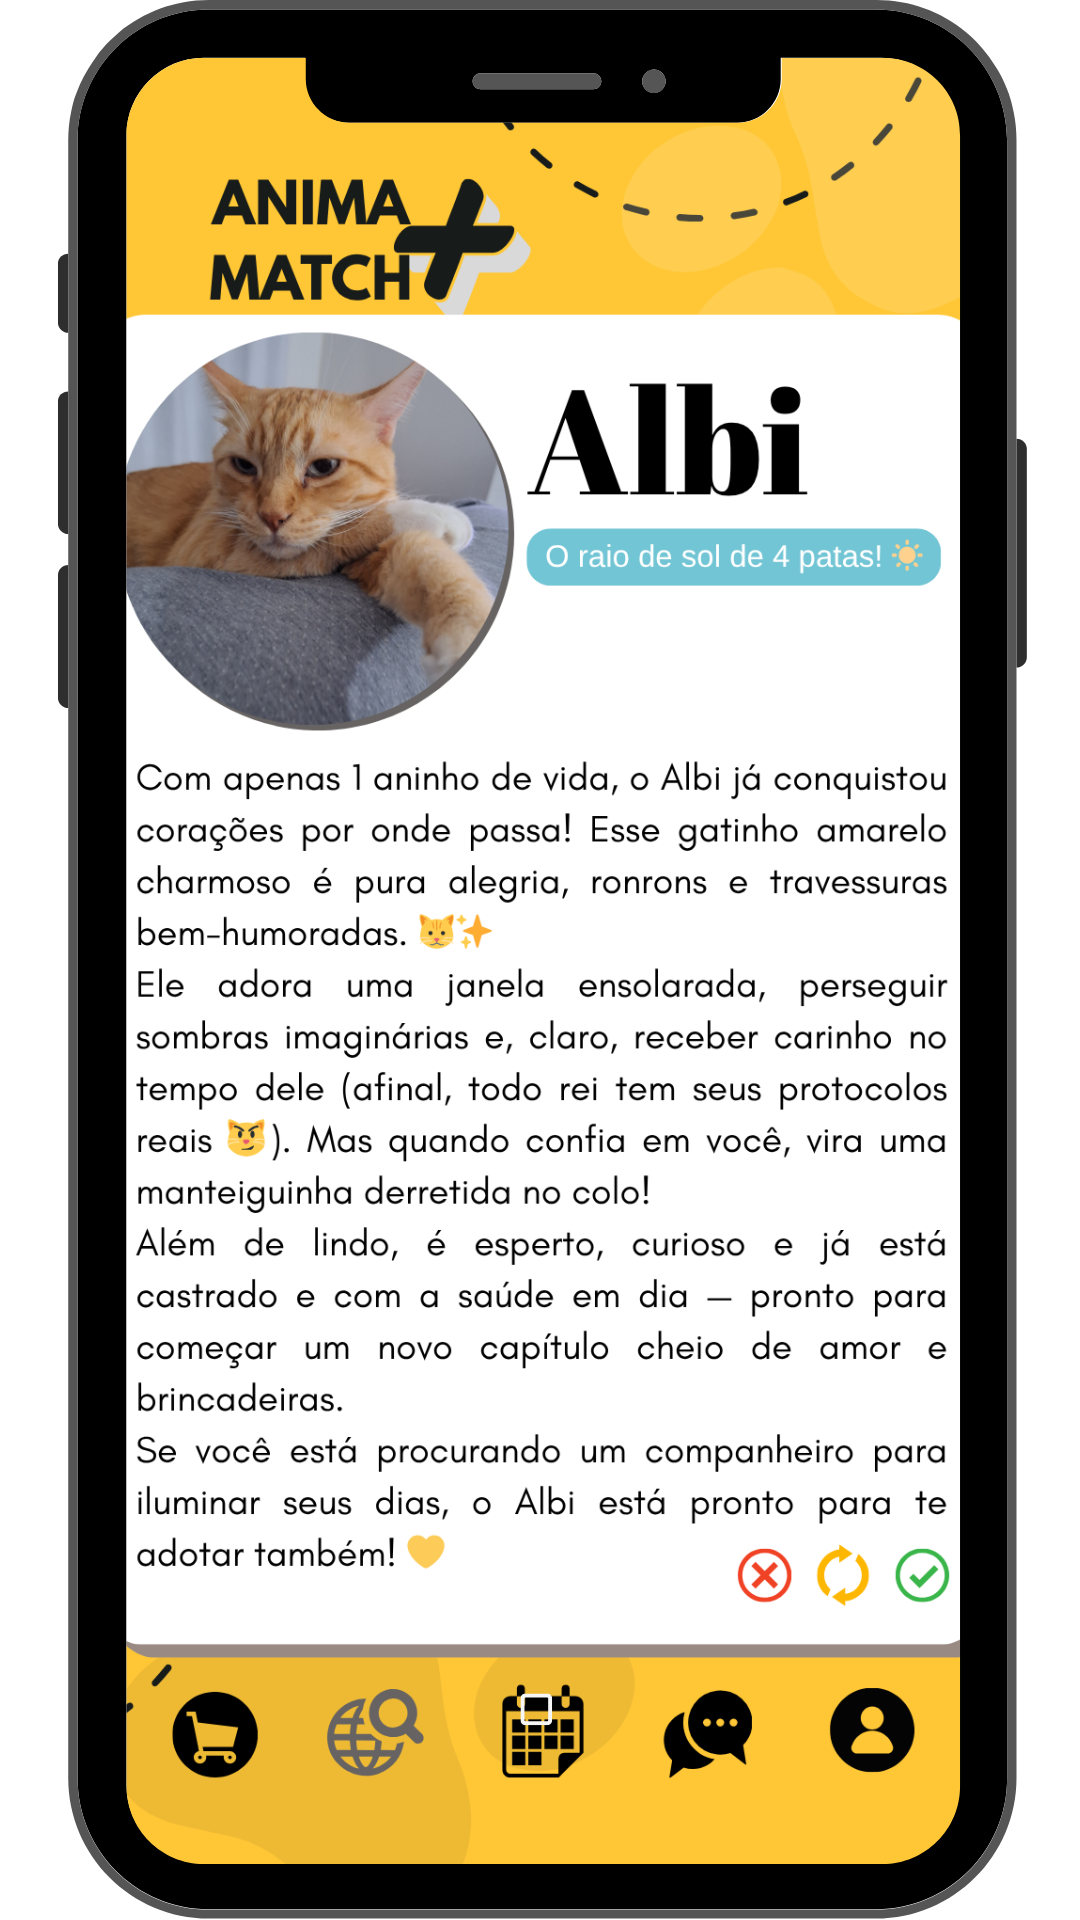 ANIMA
MATCH
Albi
O raio de sol de 4 patas! ☀️
Com apenas 1 aninho de vida, o Albi já conquistou
corações por onde passa! Esse gatinho amarelo
charmoso é pura alegria, ronrons e travessuras
bem-humoradas. 🐱✨
Ele adora uma janela ensolarada, perseguir
sombras imaginárias e, claro, receber carinho no
tempo dele (afinal, todo rei tem seus protocolos
reais 😼). Mas quando confia em você, vira uma
manteiguinha derretida no colo!
Além de lindo, é esperto, curioso e já está
castrado e com a saúde em dia — pronto para
começar um novo capítulo cheio de amor e
brincadeiras.
Se você está procurando um companheiro para
iluminar seus dias, o Albi está pronto para te
adotar também! 💛